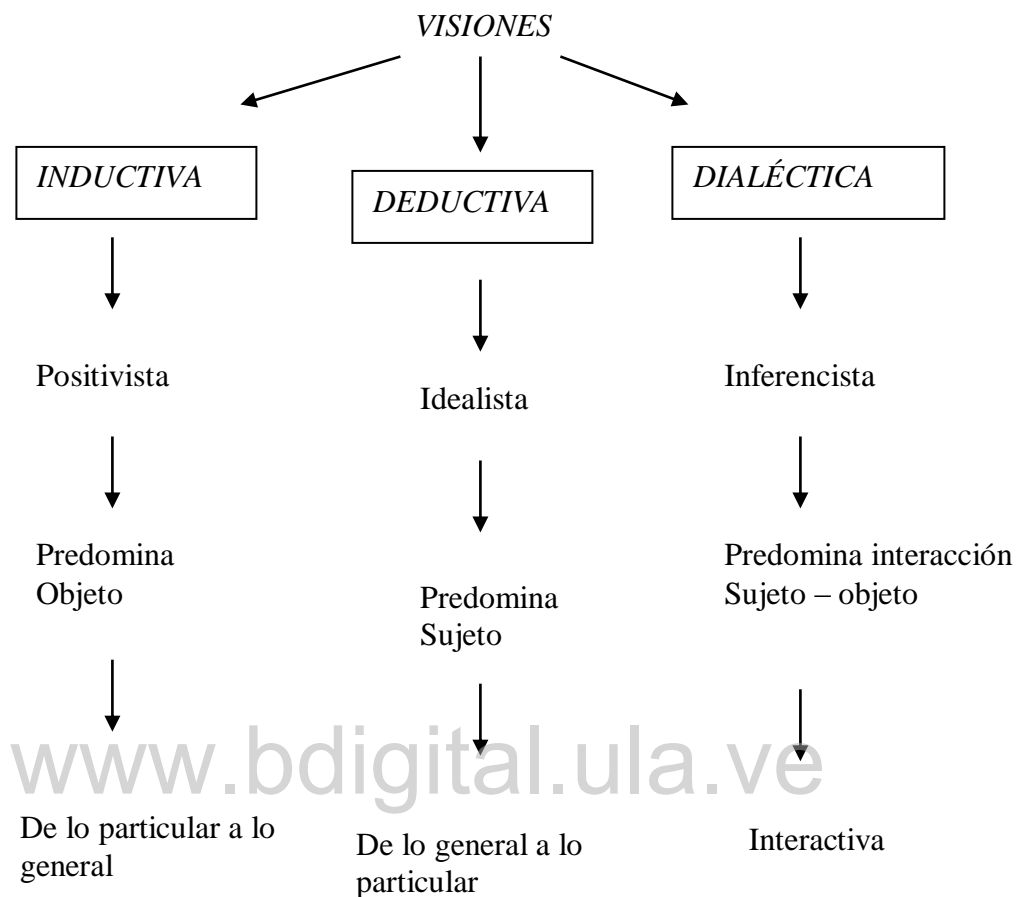 VISIONES
INDUCTIVA
DEDUCTIVA
DIALÉCTICA
Positivista
Idealista
Inferencista
Predomina
Objeto
Predomina
Sujeto
Predomina interacción
Sujeto – objeto
www.bdigital.ula.ve
De lo particular a lo
general
De lo general a lo
particular
Interactiva